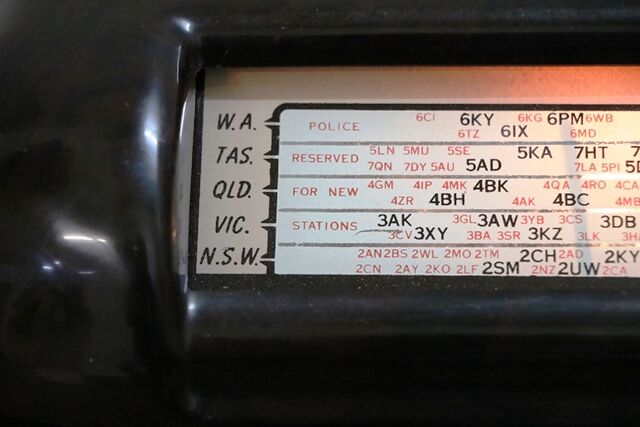 W.A. POLICE 6CI 6KY 6KG 6PM 6WB
6TZ 6IX 6MD
TAS. RESERVED 5LN 5MU 5SE 5KA 7HT
7QN 7DY 5AU 5AD 7LA 5PI
QLD. FOR NEW 4GM 4IP 4MK 4BK 4QA 4RO 4CA
4ZR 4BH 4AK 4BC 4MB
VIC. STATIONS 3AK 3GL 3AW 3YB 3CS 3DB
3CV 3XY 3BA 3SR 3KZ 3LK
N.S.W. 2AN 2BS 2WL 2MO 2TM 2CH 2AD 2KY
2CN 2AY 2KO 2LF 2SM 2NZ 2UW 2CA